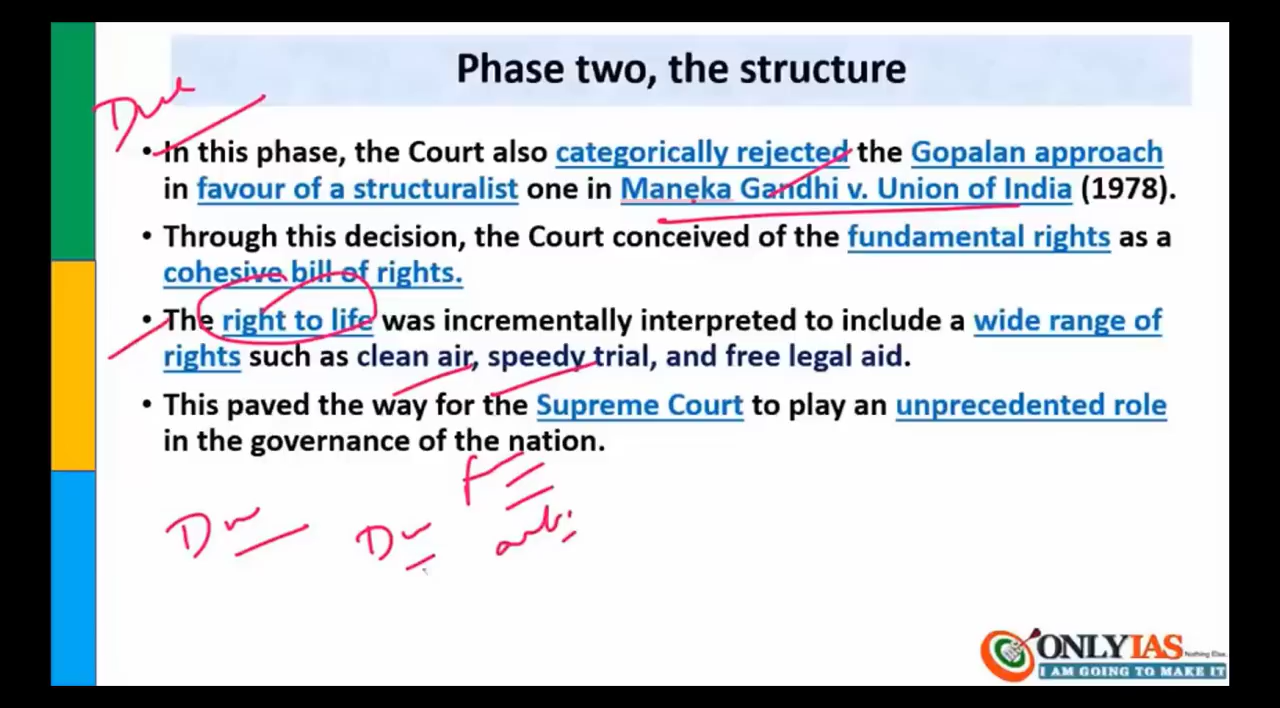 Phase two, the structure
Due
• In this phase, the Court also categorically rejected the Gopalan approach
in favour of a structuralist one in Maneka Gandhi v. Union of India (1978).
• Through this decision, the Court conceived of the fundamental rights as a
cohesive bill of rights.
• The right to life was incrementally interpreted to include a wide range of
rights such as clean air, speedy trial, and free legal aid.
• This paved the way for the Supreme Court to play an unprecedented role
in the governance of the nation.
ONLYIAS
Nothing Else..
I AM GOING TO MAKE IT